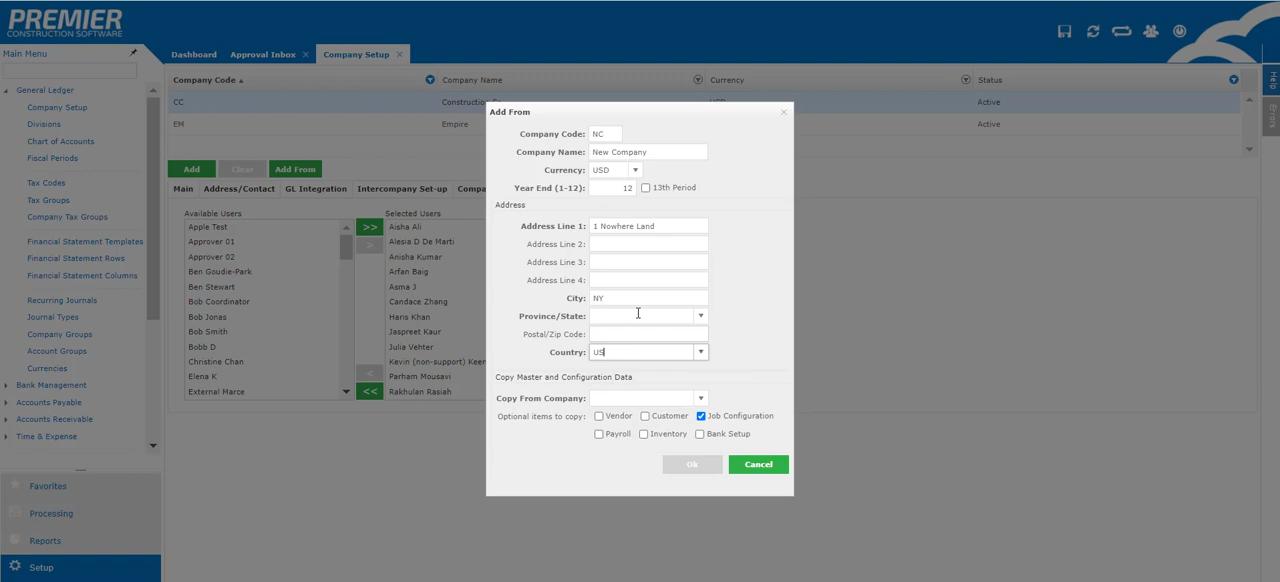 PREMIER
CONSTRUCTION SOFTWARE
Main Menu
Dashboard Approval Inbox Company Setup
Company Code Company Name Currency Status
CC Construction USD Active
EM Empire Active
Add Clear Add From
Main Address/Contact GL Integration Intercompany Set-up Compa
Available Users
Apple Test
Approver 01
Approver 02
Ben Goudie-Park
Ben Stewart
Bob Coordinator
Bob Jonas
Bob Smith
Bobb D
Christine Chan
Elena K
External Marce
>>
>
<
<<
Selected Users
Aisha Ali
Alesia D De Marti
Anisha Kumar
Arfan Baig
Asma J
Candace Zhang
Haris Khan
Jaspreet Kaur
Julia Vehter
Kevin (non-support) Keen
Parham Mousavi
Rakhulan Rasiah
General Ledger
Company Setup
Divisions
Chart of Accounts
Fiscal Periods
Tax Codes
Tax Groups
Company Tax Groups
Financial Statement Templates
Financial Statement Rows
Financial Statement Columns
Recurring Journals
Journal Types
Company Groups
Account Groups
Currencies
Bank Management
Accounts Payable
Accounts Receivable
Time & Expense
Favorites
Processing
Reports
Setup
Add From
Company Code: NC
Company Name: New Company
Currency: USD
Year End (1-12): 12 13th Period
Address
Address Line 1: 1 Nowhere Land
Address Line 2:
Address Line 3:
Address Line 4:
City: NY
Province/State:
Postal/Zip Code:
Country: US
Copy Master and Configuration Data
Copy From Company:
Optional items to copy: Vendor Customer Job Configuration
Payroll Inventory Bank Setup
Ok Cancel
Help
Errors